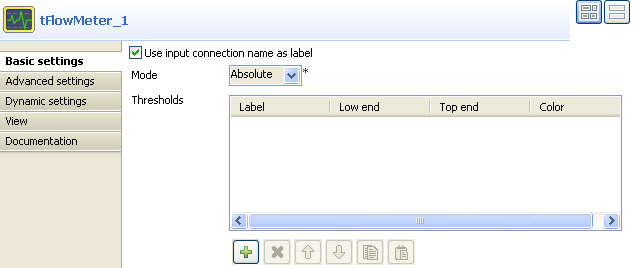 tFlowMeter_1
Basic settings
Advanced settings
Dynamic settings
View
Documentation
Use input connection name as label
Mode Absolute *
Thresholds
Label Low end Top end Color